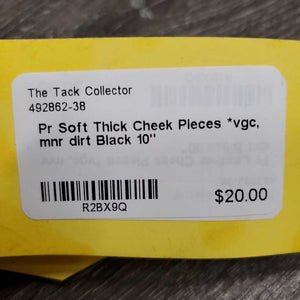 The Tack Collector
492862-38
Pr Soft Thick Cheek Pieces *vgc,
mnr dirt Black 10"
R2BX9Q
$20.00